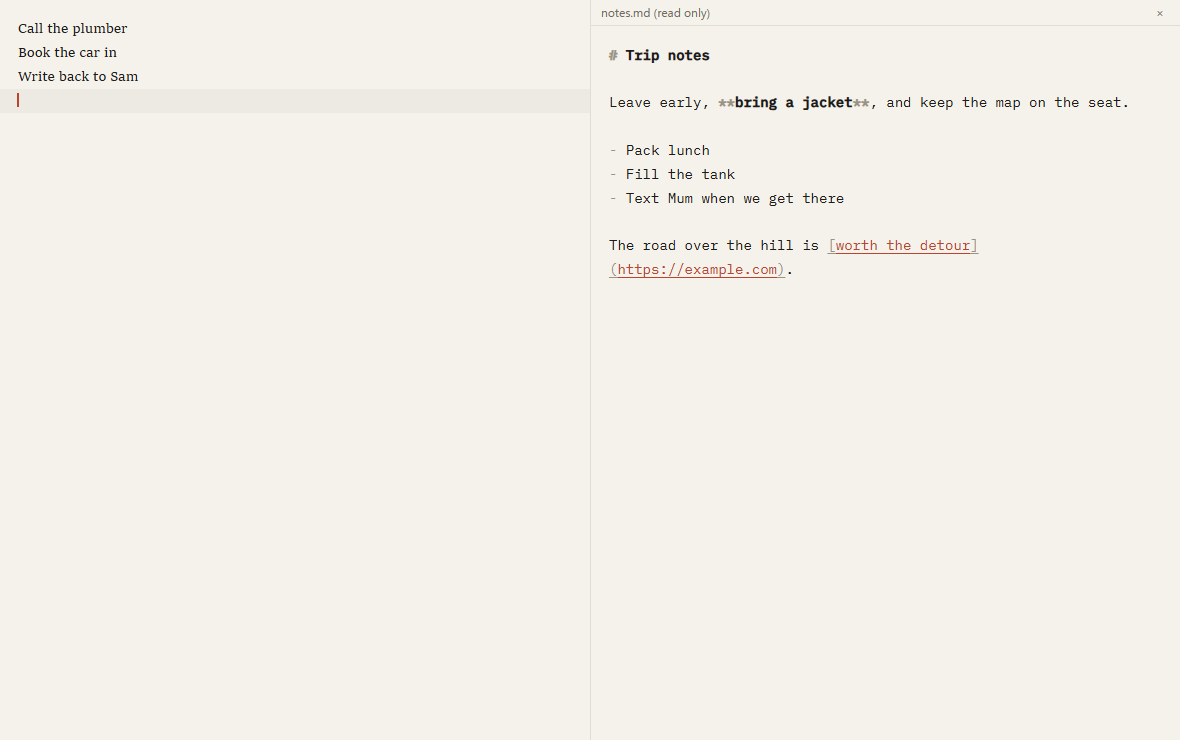 Call the plumber
Book the car in
Write back to Sam
notes.md (read only) ×
# Trip notes
Leave early, **bring a jacket**, and keep the map on the seat.
- Pack lunch
- Fill the tank
- Text Mum when we get there
The road over the hill is [worth the detour]
(https://example.com).